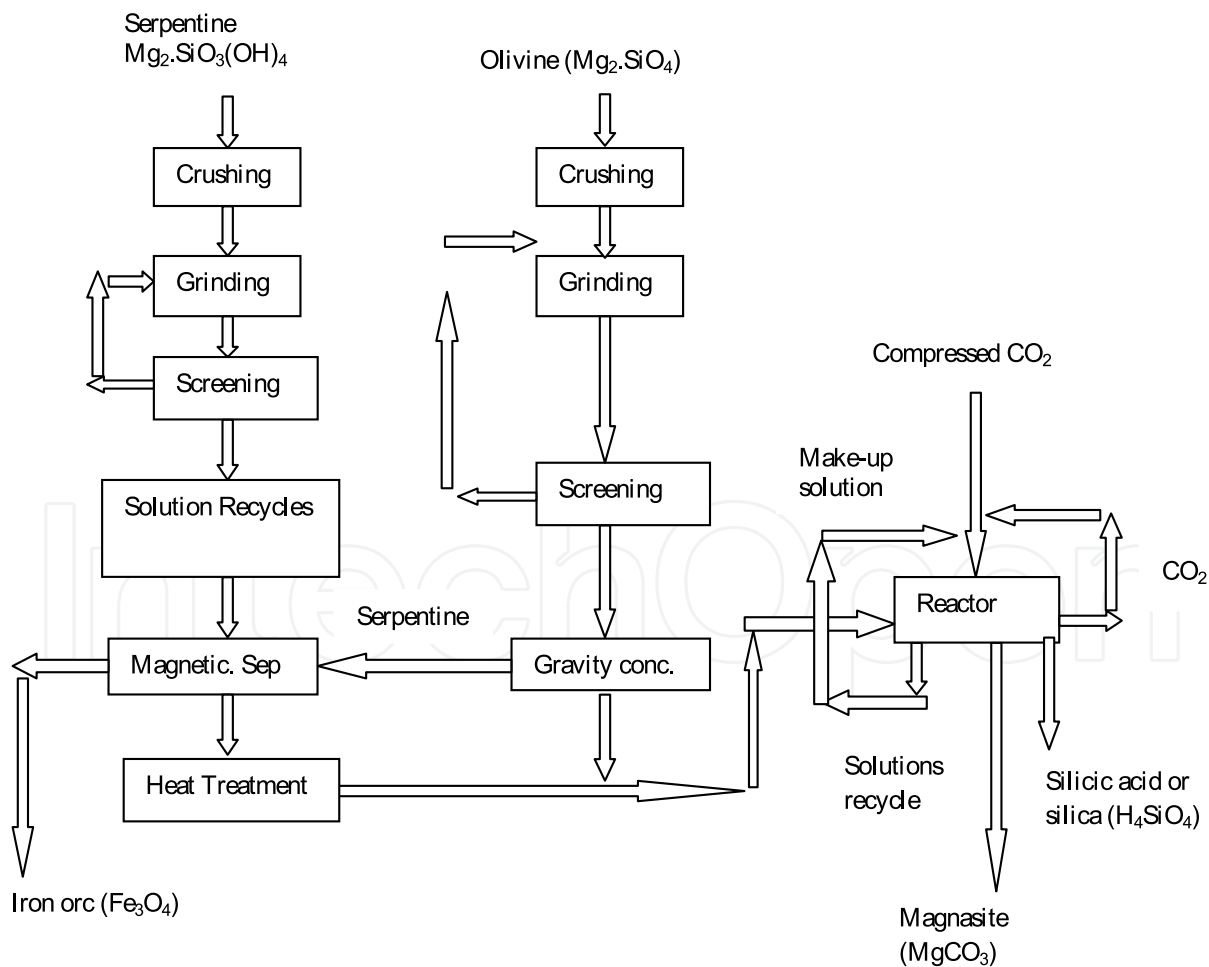 Serpentine
Mg₂.SiO₃(OH)₄
Olivine (Mg₂.SiO₄)
Crushing
Crushing
Grinding
Grinding
Compressed CO₂
Screening
Make-up
solution
Screening
Solution Recycles
CO₂
Reactor
Serpentine
Magnetic. Sep
Gravity conc.
Heat Treatment
Solutions
recycle
Silicic acid or
silica (H₄SiO₄)
Iron orc (Fe₃O₄)
Magnasite
(MgCO₃)
IntechOpen